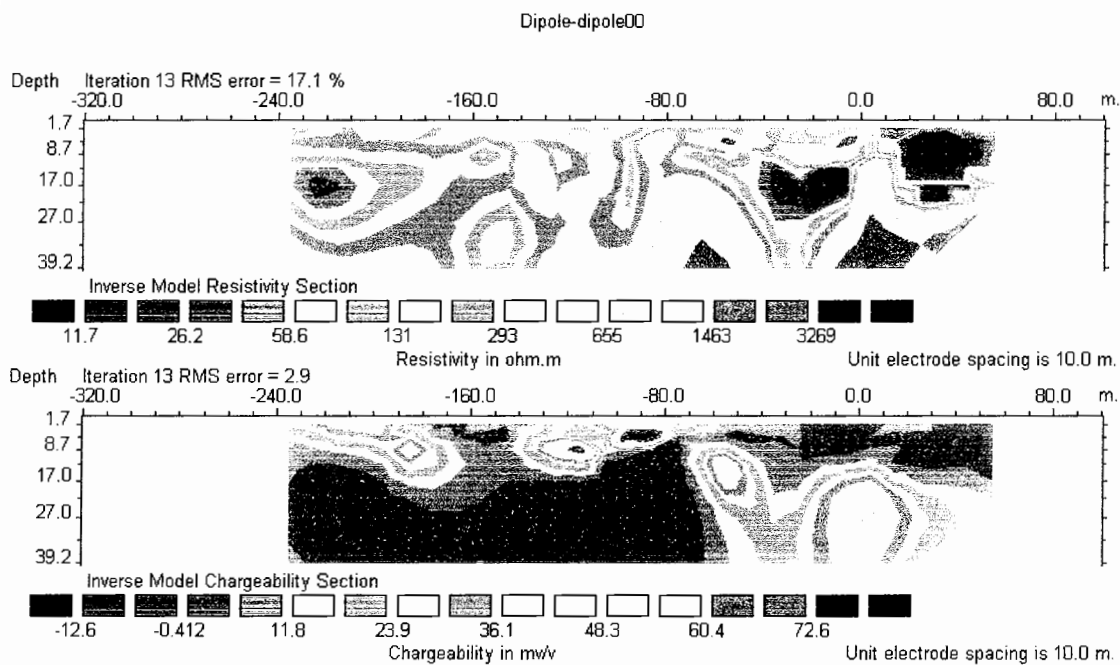 Dipole-dipole00
Depth Iteration 13 RMS error = 17.1 %
-320.0 -240.0 -160.0 -80.0 0.0 80.0 m.
1.7
8.7
17.0
27.0
39.2
Inverse Model Resistivity Section
11.7 26.2 58.6 131 293 655 1463 3269
Resistivity in ohm.m Unit electrode spacing is 10.0 m.
Depth Iteration 13 RMS error = 2.9
-320.0 -240.0 -160.0 -80.0 0.0 80.0 m.
1.7
8.7
17.0
27.0
39.2
Inverse Model Chargeability Section
-12.6 -0.412 11.8 23.9 36.1 48.3 60.4 72.6
Chargeability in mv/v Unit electrode spacing is 10.0 m.